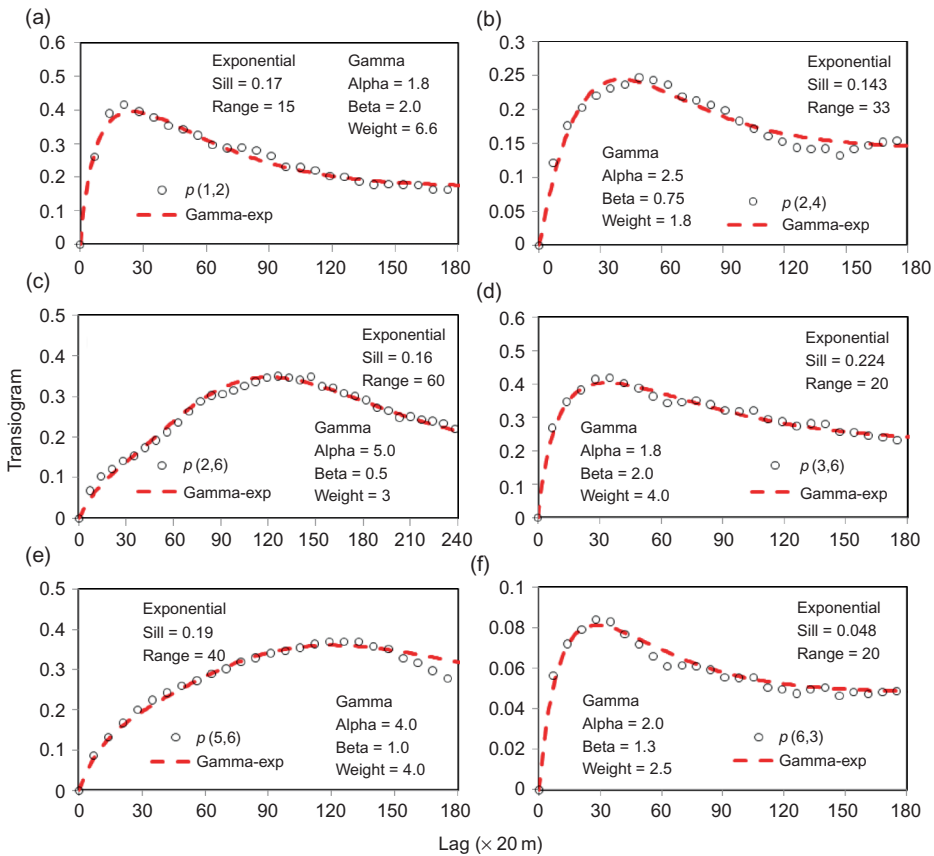 (a)
0.6
0.4
0.2
0
0
30
60
90
120
150
180
Exponential
Sill = 0.17
Range = 15
Gamma
Alpha = 1.8
Beta = 2.0
Weight = 6.6
p (1,2)
Gamma-exp
(b)
0.3
0.25
0.20
0.15
0.1
0.05
0
0
30
60
90
120
130
180
Exponential
Sill = 0.143
Range = 33
Gamma
Alpha = 2.5
Beta = 0.75
Weight = 1.8
p (2,4)
Gamma-exp
(c)
Transiogram
0.5
0.4
0.3
0.2
0.1
0
0
30
60
90
120
150
180
210
240
Exponential
Sill = 0.16
Range = 60
Gamma
Alpha = 5.0
Beta = 0.5
Weight = 3
p (2,6)
Gamma-exp
(d)
0.6
0.5
0.4
0.3
0.2
0.1
0
0
30
60
90
120
150
180
Exponential
Sill = 0.224
Range = 20
Gamma
Alpha = 1.8
Beta = 2.0
Weight = 4.0
p (3,6)
Gamma-exp
(e)
0.5
0.4
0.3
0.2
0.1
0
0
30
60
90
120
150
180
Exponential
Sill = 0.19
Range = 40
Gamma
Alpha = 4.0
Beta = 1.0
Weight = 4.0
p (5,6)
Gamma-exp
(f)
0.1
0.08
0.06
0.04
0.02
0
0
30
60
90
120
150
180
Exponential
Sill = 0.048
Range = 20
Gamma
Alpha = 2.0
Beta = 1.3
Weight = 2.5
p (6,3)
Gamma-exp
Lag (× 20 m)